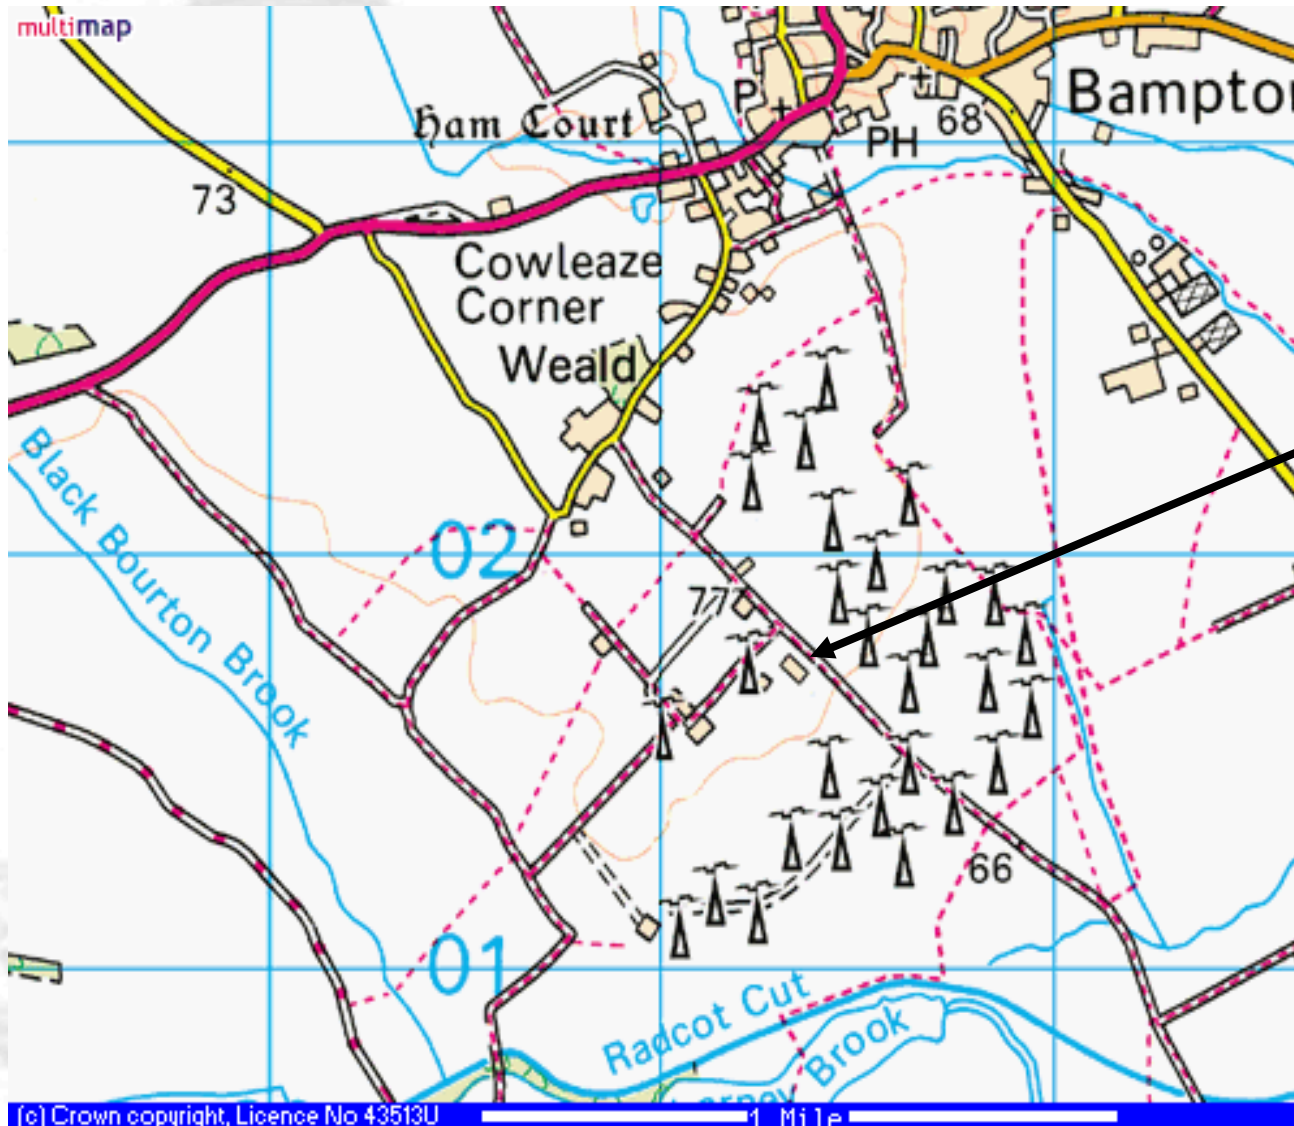 multimap
Ham Court
P
PH
68
Bampton
73
Cowleaze
Corner
Weald
Black Bourton Brook
02
77
66
01
Radcot Cut
Brook
(c) Crown copyright, Licence No 43513U
1 Mile